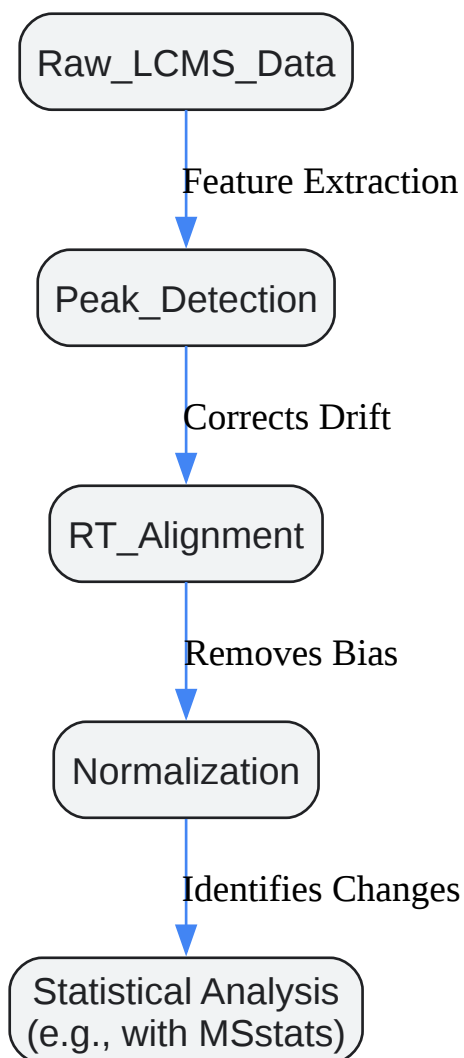 Raw_LCMS_Data
Feature Extraction
Peak_Detection
Corrects Drift
RT_Alignment
Removes Bias
Normalization
Identifies Changes
Statistical Analysis
(e.g., with MSstats)